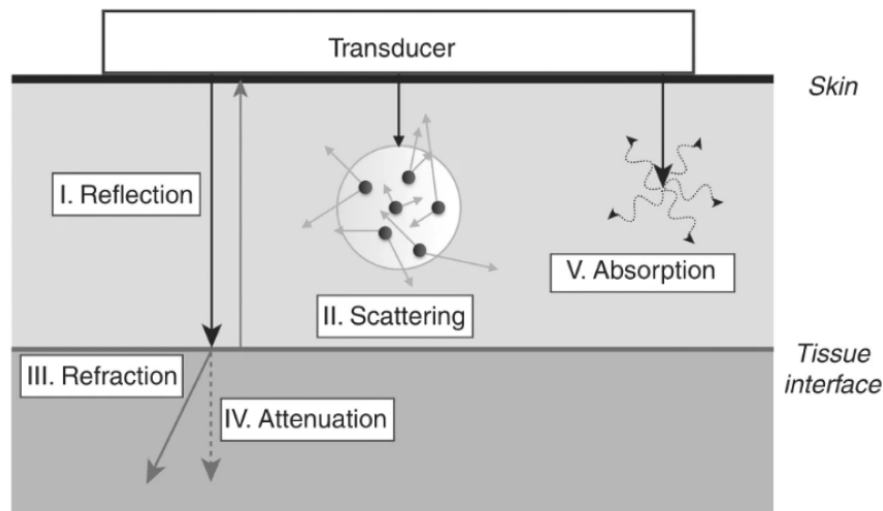 Transducer
Skin
I. Reflection
V. Absorption
II. Scattering
Tissue
interface
III. Refraction
IV. Attenuation